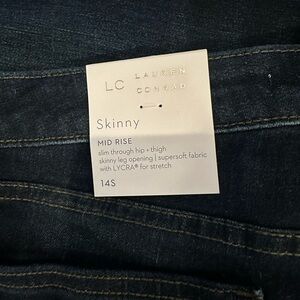 LC LAUREN
CONRAD
Skinny
MID RISE
slim through hip + thigh
skinny leg opening | supersoft fabric
with LYCRA® for stretch
14S